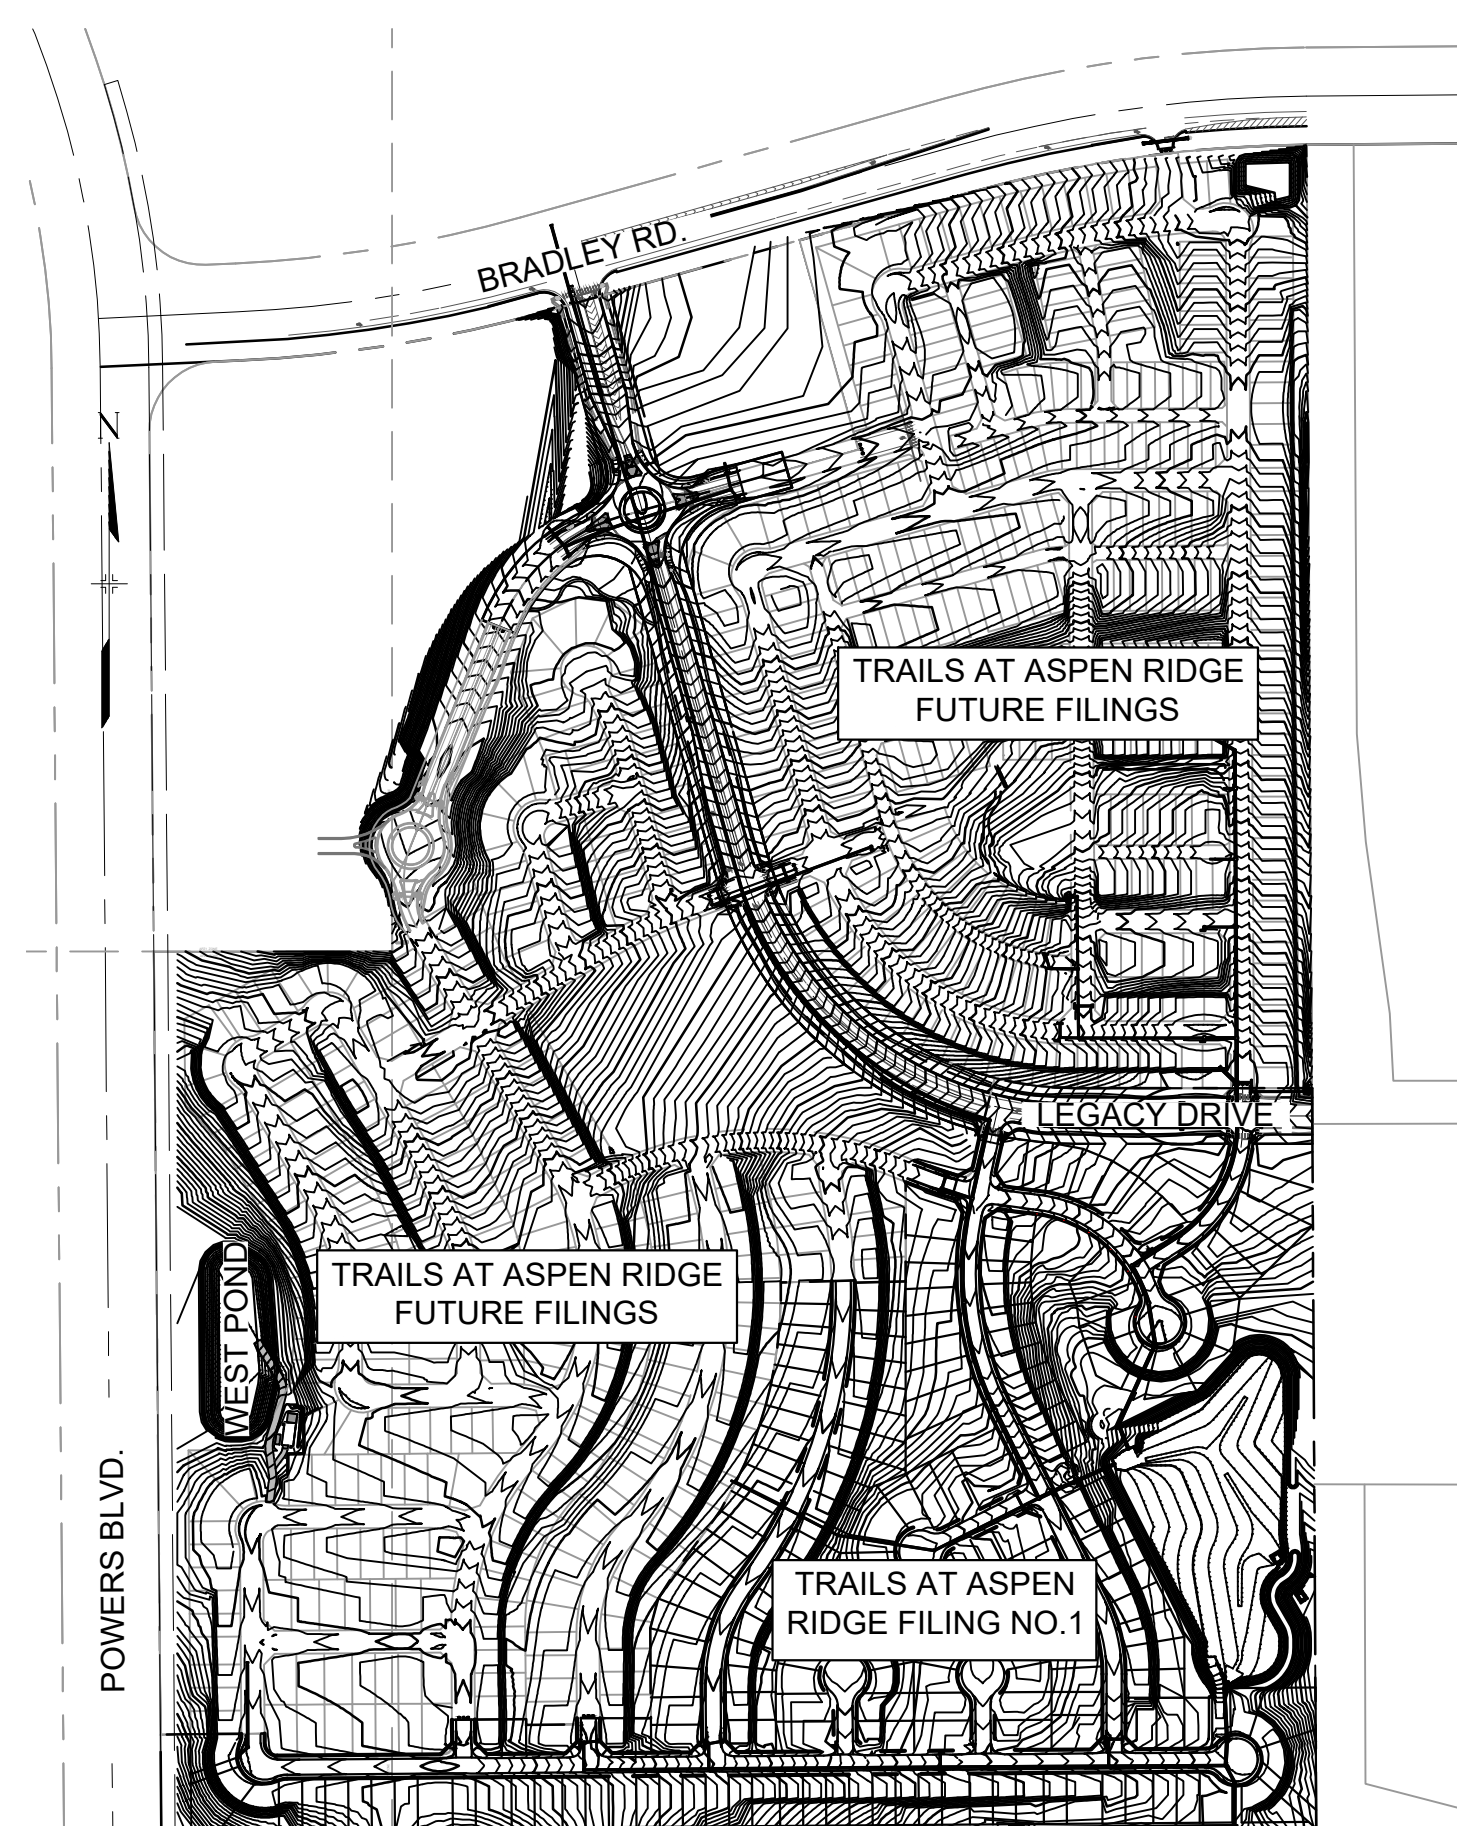 BRADLEY RD.
N
TRAILS AT ASPEN RIDGE
FUTURE FILINGS
LEGACY DRIVE
WEST POND
TRAILS AT ASPEN RIDGE
FUTURE FILINGS
POWERS BLVD.
TRAILS AT ASPEN
RIDGE FILING NO.1